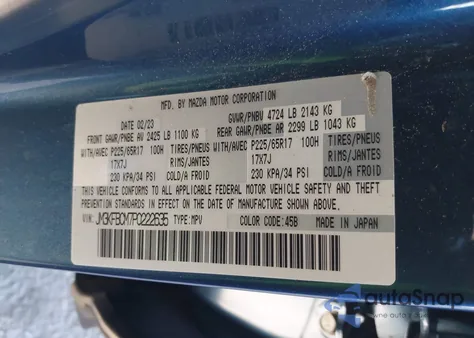 MFD. BY MAZDA MOTOR CORPORATION
DATE 02/23 GVWR/PNBV 4724 LB 2143 KG
FRONT GAWR/PNBE AV 2425 LB 1100 KG REAR GAWR/PNBE AR 2299 LB 1043 KG
WITH/AVEC P225/65R17 100H TIRES/PNEUS WITH/AVEC P225/65R17 100H TIRES/PNEUS
17X7J RIMS/JANTES 17X7J RIMS/JANTES
230 KPA/34 PSI COLD/A FROID 230 KPA/34 PSI COLD/A FROID
THIS VEHICLE CONFORMS TO ALL APPLICABLE FEDERAL MOTOR VEHICLE SAFETY AND THEFT
PREVENTION STANDARDS IN EFFECT ON THE DATE OF MANUFACTURE SHOWN ABOVE.
VIN: JM3KFBCM7P0222635 TYPE:MPV COLOR CODE:45B MADE IN JAPAN
autoSnap